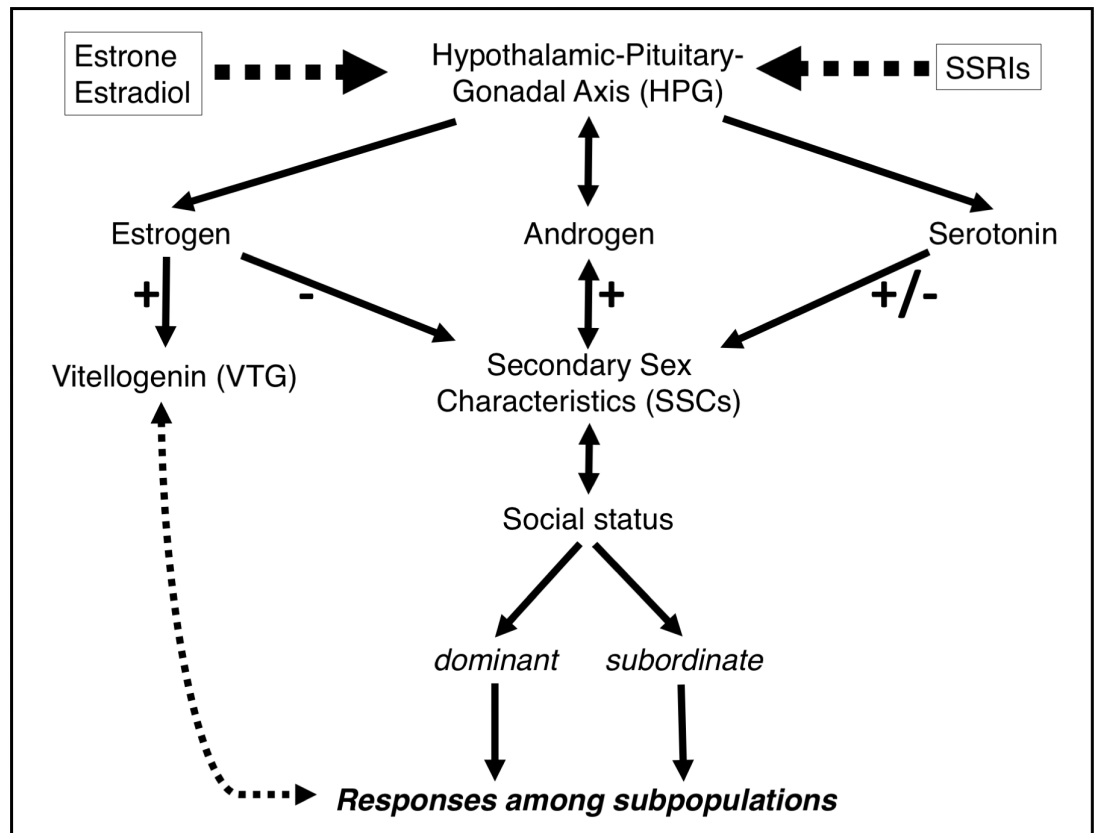 Estrone
Estradiol
Hypothalamic-Pituitary-
Gonadal Axis (HPG)
SSRIs
Estrogen
Androgen
Serotonin
+
-
+
+/-
Vitellogenin (VTG)
Secondary Sex
Characteristics (SSCs)
Social status
dominant
subordinate
Responses among subpopulations